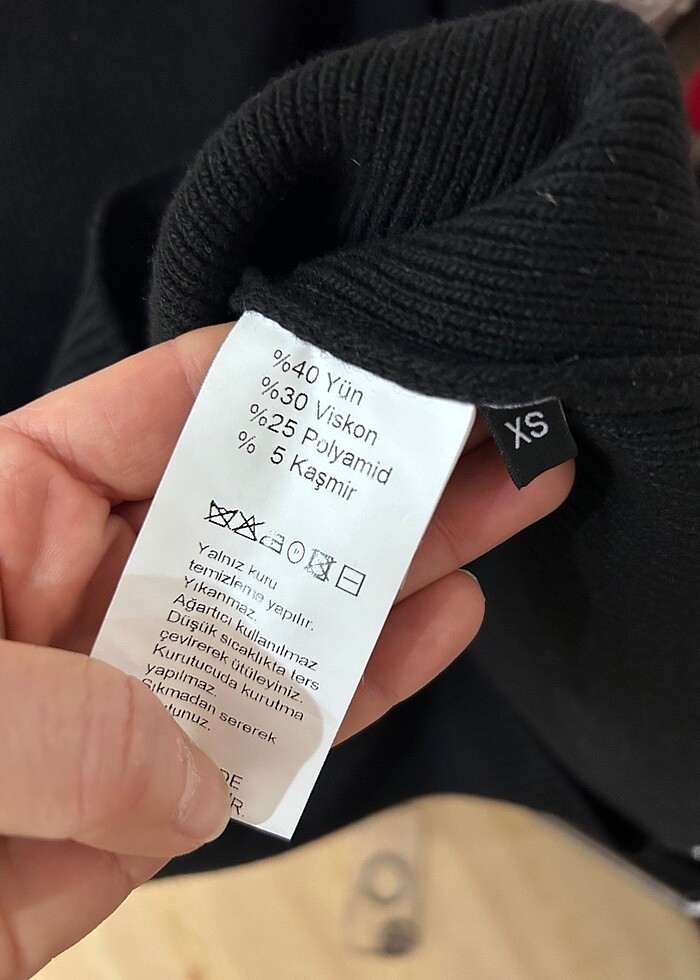 %40 Yün
%30 Viskon
%25 Polyamid
% 5 Kaşmir
XS
Yalnız kuru
temizleme yapılır.
Yıkanmaz.
Ağartıcı kullanılmaz
Düşük sıcaklıkta ters
çevirerek ütüleyiniz.
Kurutucuda kurutma
yapılmaz.
Sıkmadan sererek